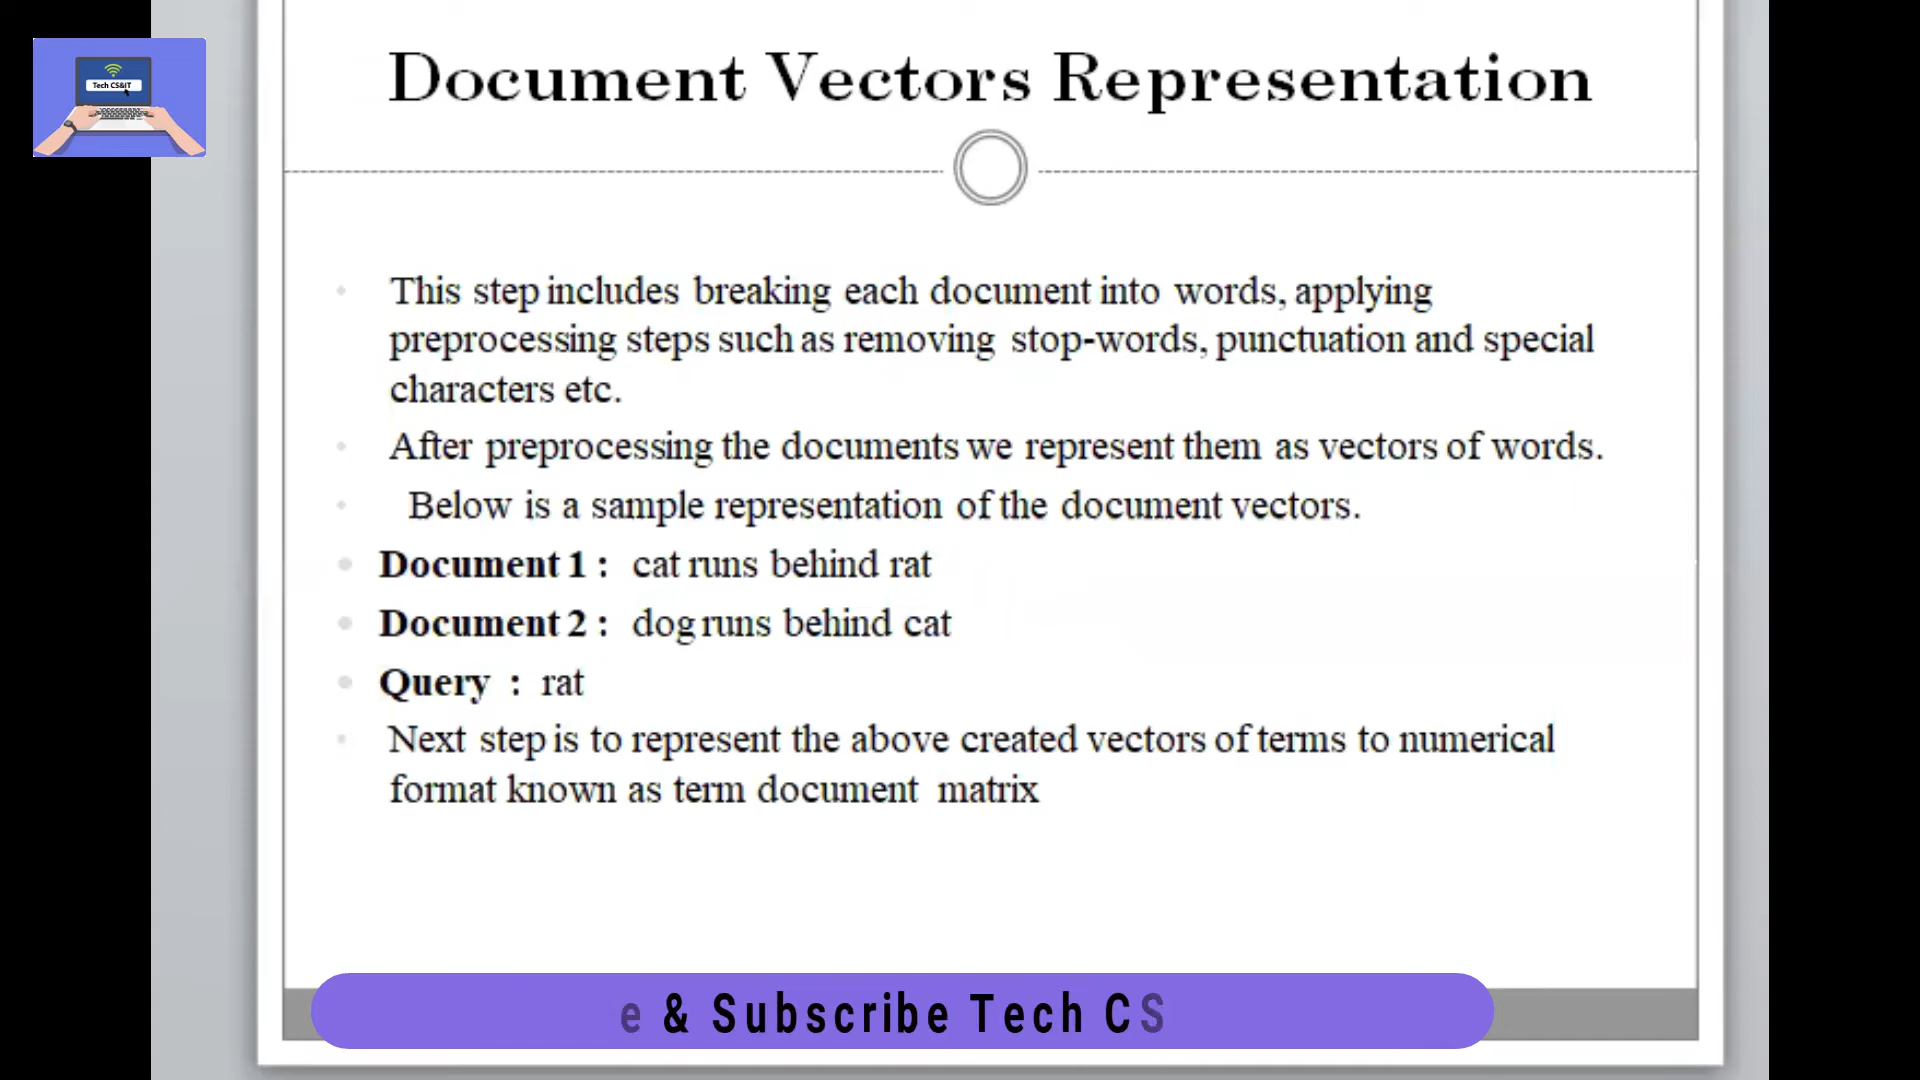 Tech CS&IT
Document Vectors Representation
This step includes breaking each document into words, applying
preprocessing steps such as removing stop-words, punctuation and special
characters etc.
After preprocessing the documents we represent them as vectors of words.
Below is a sample representation of the document vectors.
Document 1 : cat runs behind rat
Document 2 : dog runs behind cat
Query : rat
Next step is to represent the above created vectors of terms to numerical
format known as term document matrix
e & Subscribe Tech CS